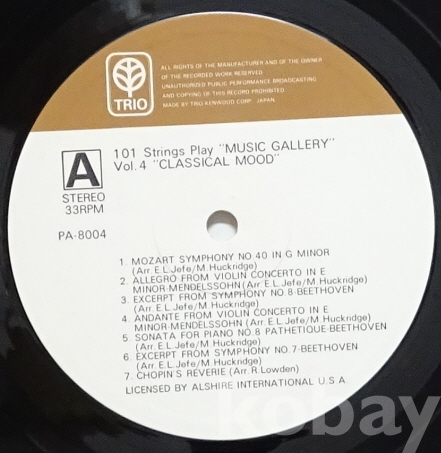 TRIO
ALL RIGHTS OF THE MANUFACTURER AND OF THE OWNER
OF THE RECORDED WORK RESERVED
UNAUTHORIZED PUBLIC PERFORMANCE BROADCASTING
AND COPYING OF THIS RECORD PROHIBITED
MADE BY TRIO-KENWOOD CORP. JAPAN.
101 Strings Play "MUSIC GALLERY"
Vol.4 "CLASSICAL MOOD"
A
STEREO
33RPM
PA-8004
1. MOZART SYMPHONY NO.40 IN G MINOR
(Arr.E.L.Jefe/M.Huckridge)
2. ALLEGRO FROM VIOLIN CONCERTO IN E
MINOR-MENDELSSOHN (Arr.E.L.Jefe/M.Huckridge)
3. EXCERPT FROM SYMPHONY NO.8-BEETHOVEN
(Arr.E.L.Jefe/M.Huckridge)
4. ANDANTE FROM VIOLIN CONCERTO IN E
MINOR-MENDELSSOHN (Arr.E.L.Jefe/M.Huckridge)
5. SONATA FOR PIANO NO.8 PATHETIQUE-BEETHOVEN
(Arr.E.L.Jefe/M.Huckridge)
6. EXCERPT FROM SYMPHONY NO.7-BEETHOVEN
(Arr.E.L.Jefe/M.Huckridge)
7. CHOPIN'S REVERIE (Arr.R.Lowden)
LICENSED BY ALSHIRE INTERNATIONAL U.S.A.
kobay